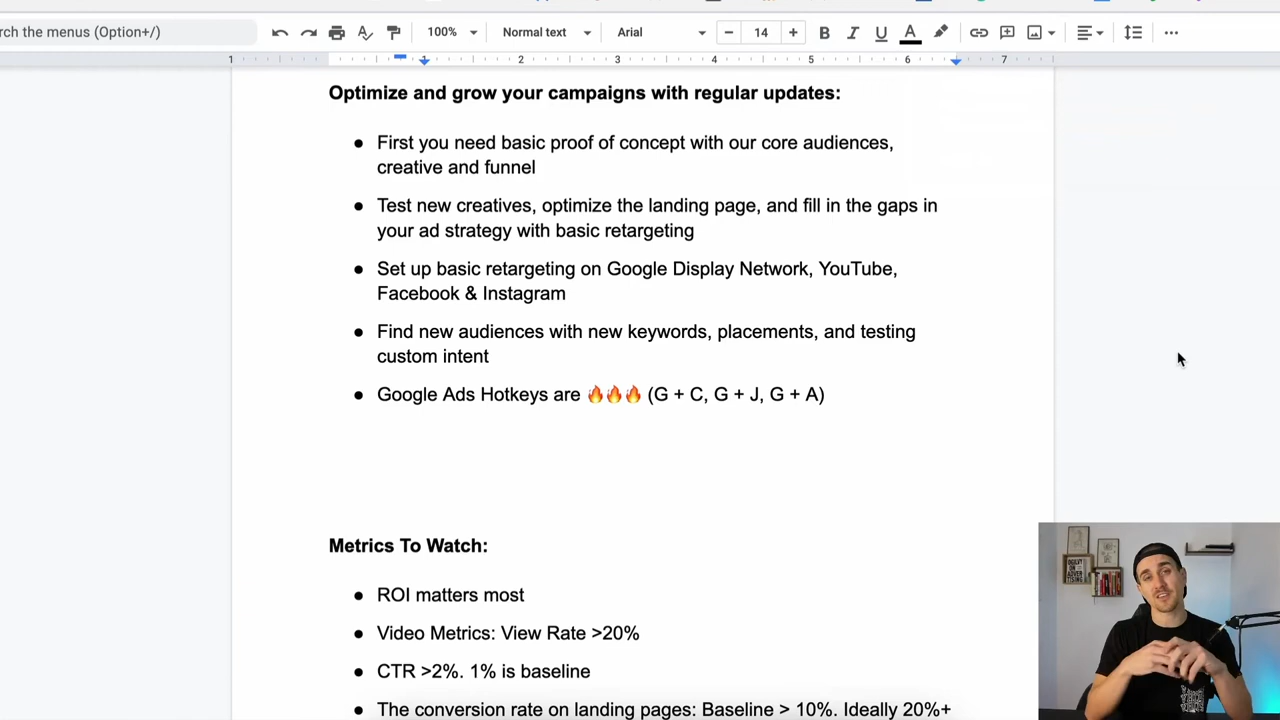 rch the menus (Option+/)
100%
Normal text
Arial
14
B I U A
1 1 2 3 4 5 6 7
Optimize and grow your campaigns with regular updates:
● First you need basic proof of concept with our core audiences,
creative and funnel
● Test new creatives, optimize the landing page, and fill in the gaps in
your ad strategy with basic retargeting
● Set up basic retargeting on Google Display Network, YouTube,
Facebook & Instagram
● Find new audiences with new keywords, placements, and testing
custom intent
● Google Ads Hotkeys are 🔥🔥🔥 (G + C, G + J, G + A)
Metrics To Watch:
● ROI matters most
● Video Metrics: View Rate >20%
● CTR >2%. 1% is baseline
● The conversion rate on landing pages: Baseline > 10%. Ideally 20%+
OGILVY
ON
ADVER
TISING